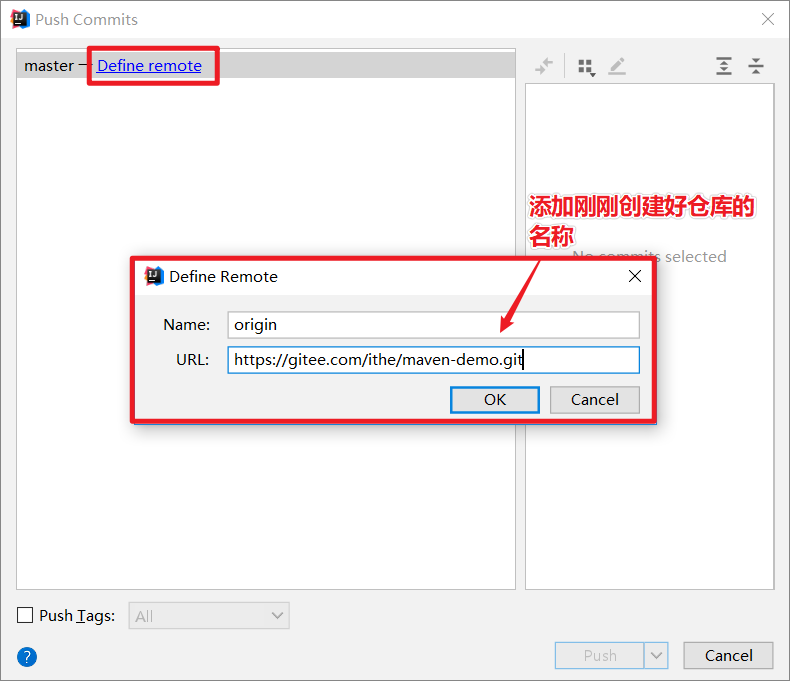 Push Commits
master → Define remote
添加刚刚创建好仓库的
名称
No commits selected
Define Remote
Name: origin
URL: https://gitee.com/ithe/maven-demo.git
OK Cancel
Push Tags: All
? Push Cancel